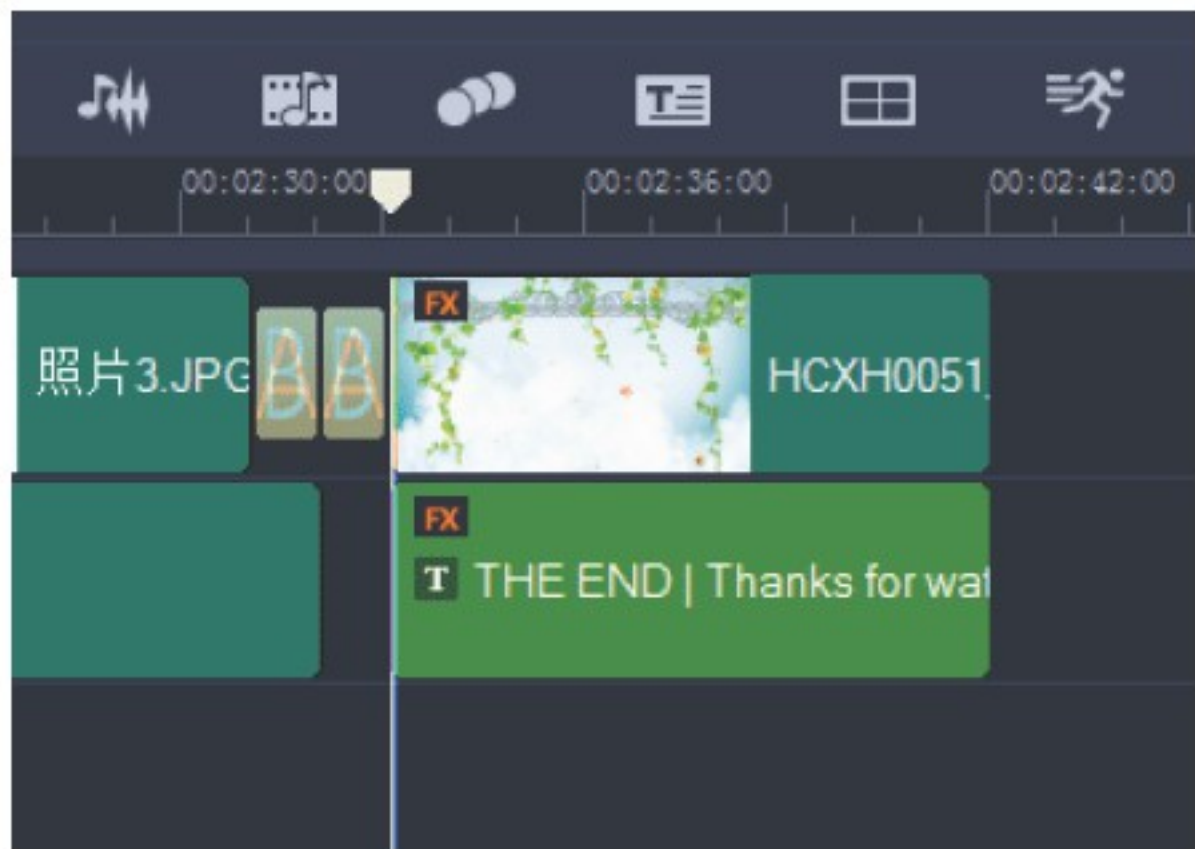 00:02:30:00 00:02:36:00 00:02:42:00
FX
照片3.JPG HCXH0051_
FX
T THE END | Thanks for wat